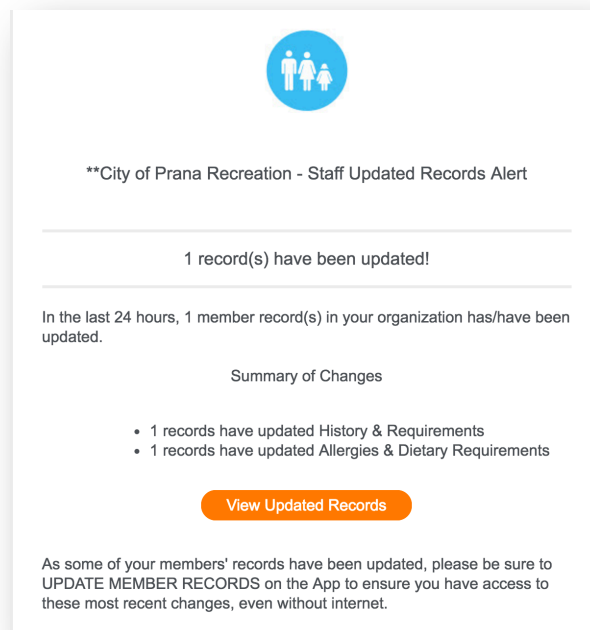 **City of Prana Recreation - Staff Updated Records Alert
1 record(s) have been updated!
In the last 24 hours, 1 member record(s) in your organization has/have been
updated.
Summary of Changes
• 1 records have updated History & Requirements
• 1 records have updated Allergies & Dietary Requirements
View Updated Records
As some of your members' records have been updated, please be sure to
UPDATE MEMBER RECORDS on the App to ensure you have access to
these most recent changes, even without internet.